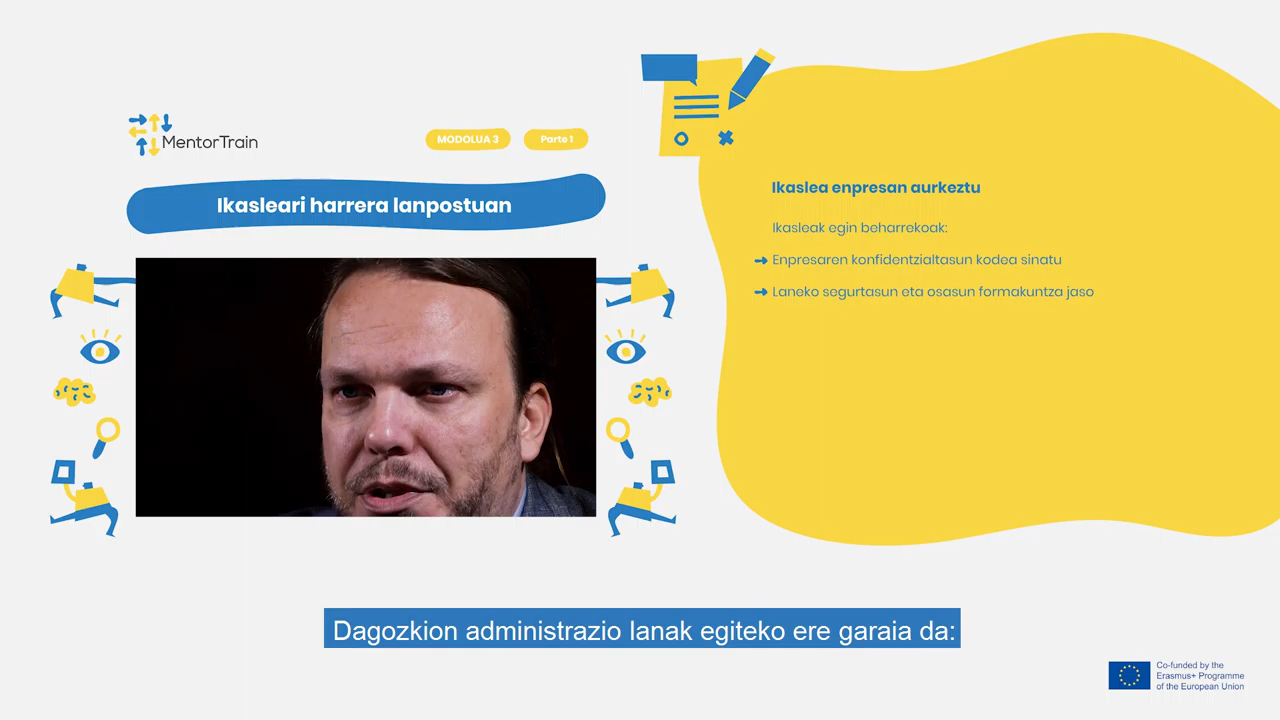 MentorTrain
MODOLUA 3
Parte 1
Ikasleari harrera lanpostuan
Ikaslea enpresan aurkeztu
Ikasleak egin beharrekoak:
Enpresaren konfidentzialtasun kodea sinatu
Laneko segurtasun eta osasun formakuntza jaso
Dagozkion administrazio lanak egiteko ere garaia da:
Co-funded by the
Erasmus+ Programme
of the European Union